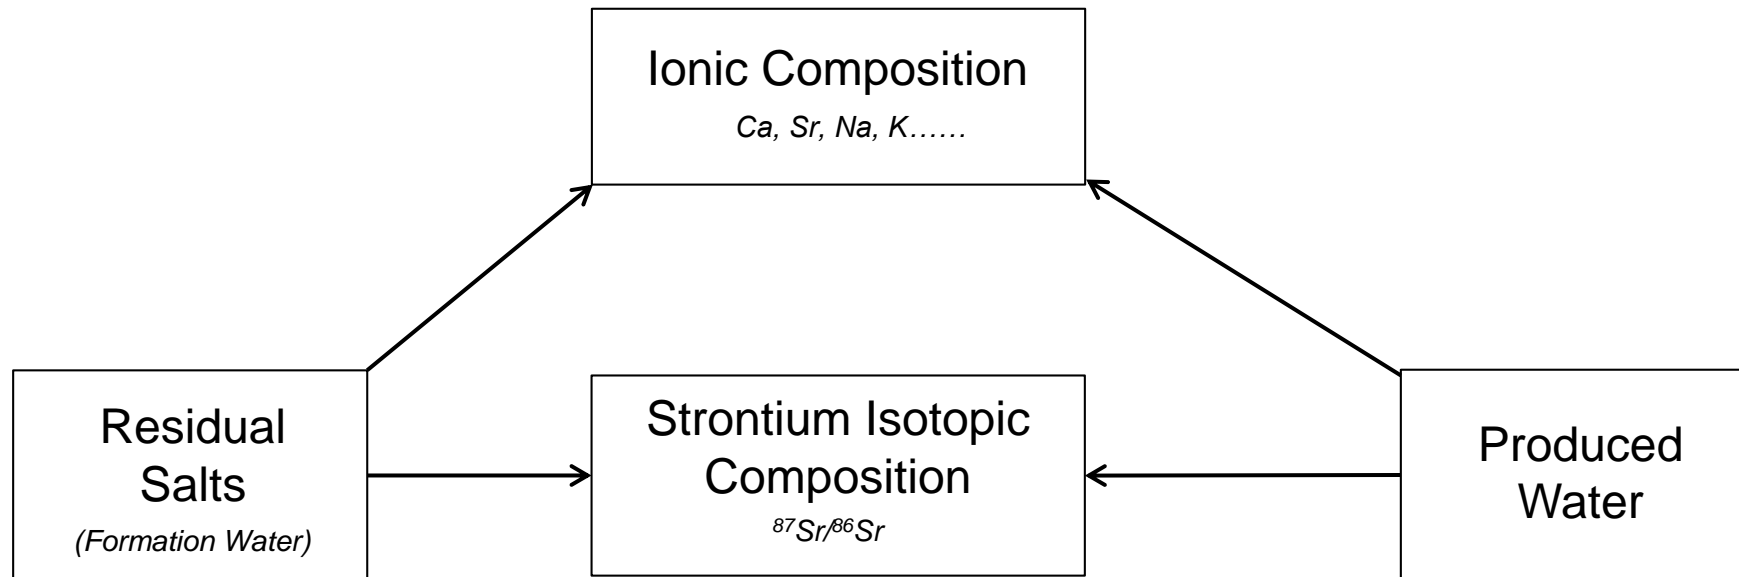 Ionic Composition
Ca, Sr, Na, K……
Residual
Salts
(Formation Water)
Strontium Isotopic
Composition
⁸⁷Sr/⁸⁶Sr
Produced
Water